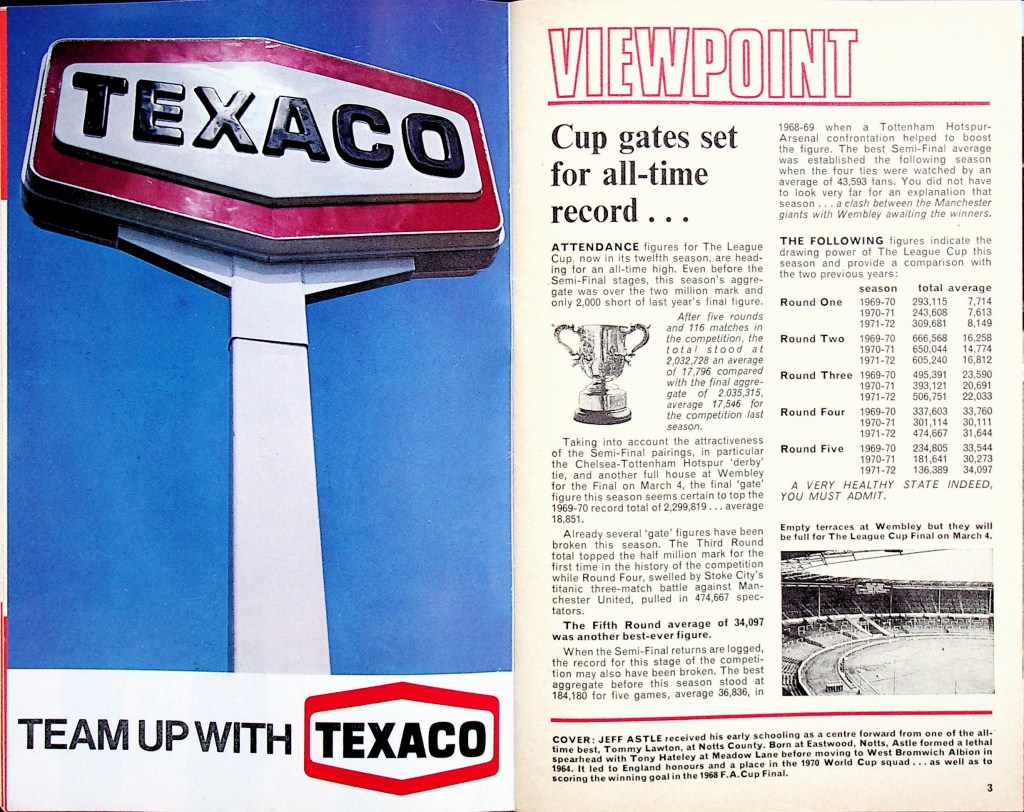 TEXACO
TEAM UP WITH TEXACO
VIEWPOINT
Cup gates set
for all-time
record . . .
ATTENDANCE figures for The League
Cup, now in its twelfth season, are head-
ing for an all-time high. Even before the
Semi-Final stages, this season's aggre-
gate was over the two million mark and
only 2,000 short of last year's final figure.
After five rounds
and 116 matches in
the competition, the
total stood at
2,032,728 an average
of 17,796 compared
with the final aggre-
gate of 2,035,315,
average 17,546 for
the competition last
season.
Taking into account the attractiveness
of the Semi-Final pairings, in particular
the Chelsea-Tottenham Hotspur 'derby'
tie, and another full house at Wembley
for the Final on March 4, the final 'gate'
figure this season seems certain to top the
1969-70 record total of 2,299,819 . . . average
18,851.
Already several 'gate' figures have been
broken this season. The Third Round
total topped the half million mark for the
first time in the history of the competition
while Round Four, swelled by Stoke City's
titanic three-match battle against Man-
chester United, pulled in 474,667 spec-
tators.
The Fifth Round average of 34,097
was another best-ever figure.
When the Semi-Final returns are logged,
the record for this stage of the competi-
tion may also have been broken. The best
aggregate before this season stood at
184,180 for five games, average 36,836, in
1968-69 when a Tottenham Hotspur-
Arsenal confrontation helped to boost
the figure. The best Semi-Final average
was established the following season
when the four ties were watched by an
average of 43,593 fans. You did not have
to look very far for an explanation that
season . . . a clash between the Manchester
giants with Wembley awaiting the winners.
THE FOLLOWING figures indicate the
drawing power of The League Cup this
season and provide a comparison with
the two previous years:
season total average
Round One 1969-70 293,115 7,714
1970-71 243,608 7,613
1971-72 309,681 8,149
Round Two 1969-70 666,568 16,258
1970-71 650,044 14,774
1971-72 605,240 16,812
Round Three 1969-70 495,391 23,590
1970-71 393,121 20,691
1971-72 506,751 22,033
Round Four 1969-70 337,603 33,760
1970-71 301,114 30,111
1971-72 474,667 31,644
Round Five 1969-70 234,805 33,544
1970-71 181,641 30,273
1971-72 136,389 34,097
A VERY HEALTHY STATE INDEED,
YOU MUST ADMIT.
Empty terraces at Wembley but they will
be full for The League Cup Final on March 4.
COVER: JEFF ASTLE received his early schooling as a centre forward from one of the all-
time best, Tommy Lawton, at Notts County. Born at Eastwood, Notts, Astle formed a lethal
spearhead with Tony Hateley at Meadow Lane before moving to West Bromwich Albion in
1964. It led to England honours and a place in the 1970 World Cup squad . . . as well as to
scoring the winning goal in the 1968 F.A. Cup Final.
3